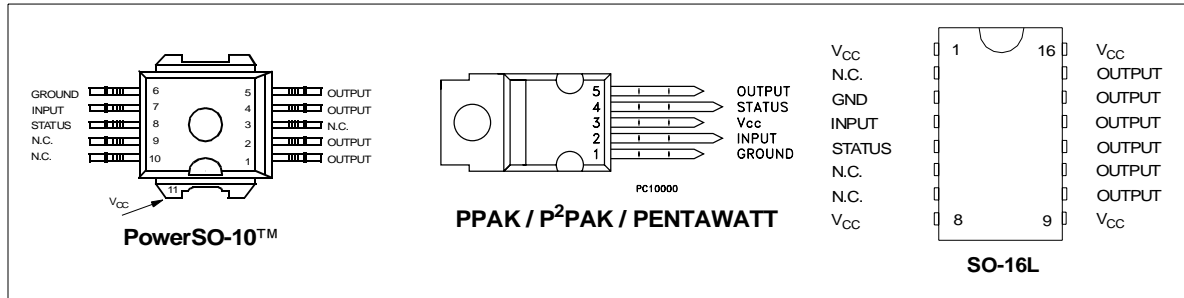 GROUND 6 5 OUTPUT
INPUT 7 4 OUTPUT
STATUS 8 3 N.C.
N.C. 9 2 OUTPUT
N.C. 10 1 OUTPUT
11
VCC
PowerSO-10™
5 OUTPUT
4 STATUS
3 Vcc
2 INPUT
1 GROUND
PC10000
PPAK / P²PAK / PENTAWATT
VCC 1 16 VCC
N.C. OUTPUT
GND OUTPUT
INPUT OUTPUT
STATUS OUTPUT
N.C. OUTPUT
N.C. OUTPUT
VCC 8 9 VCC
SO-16L